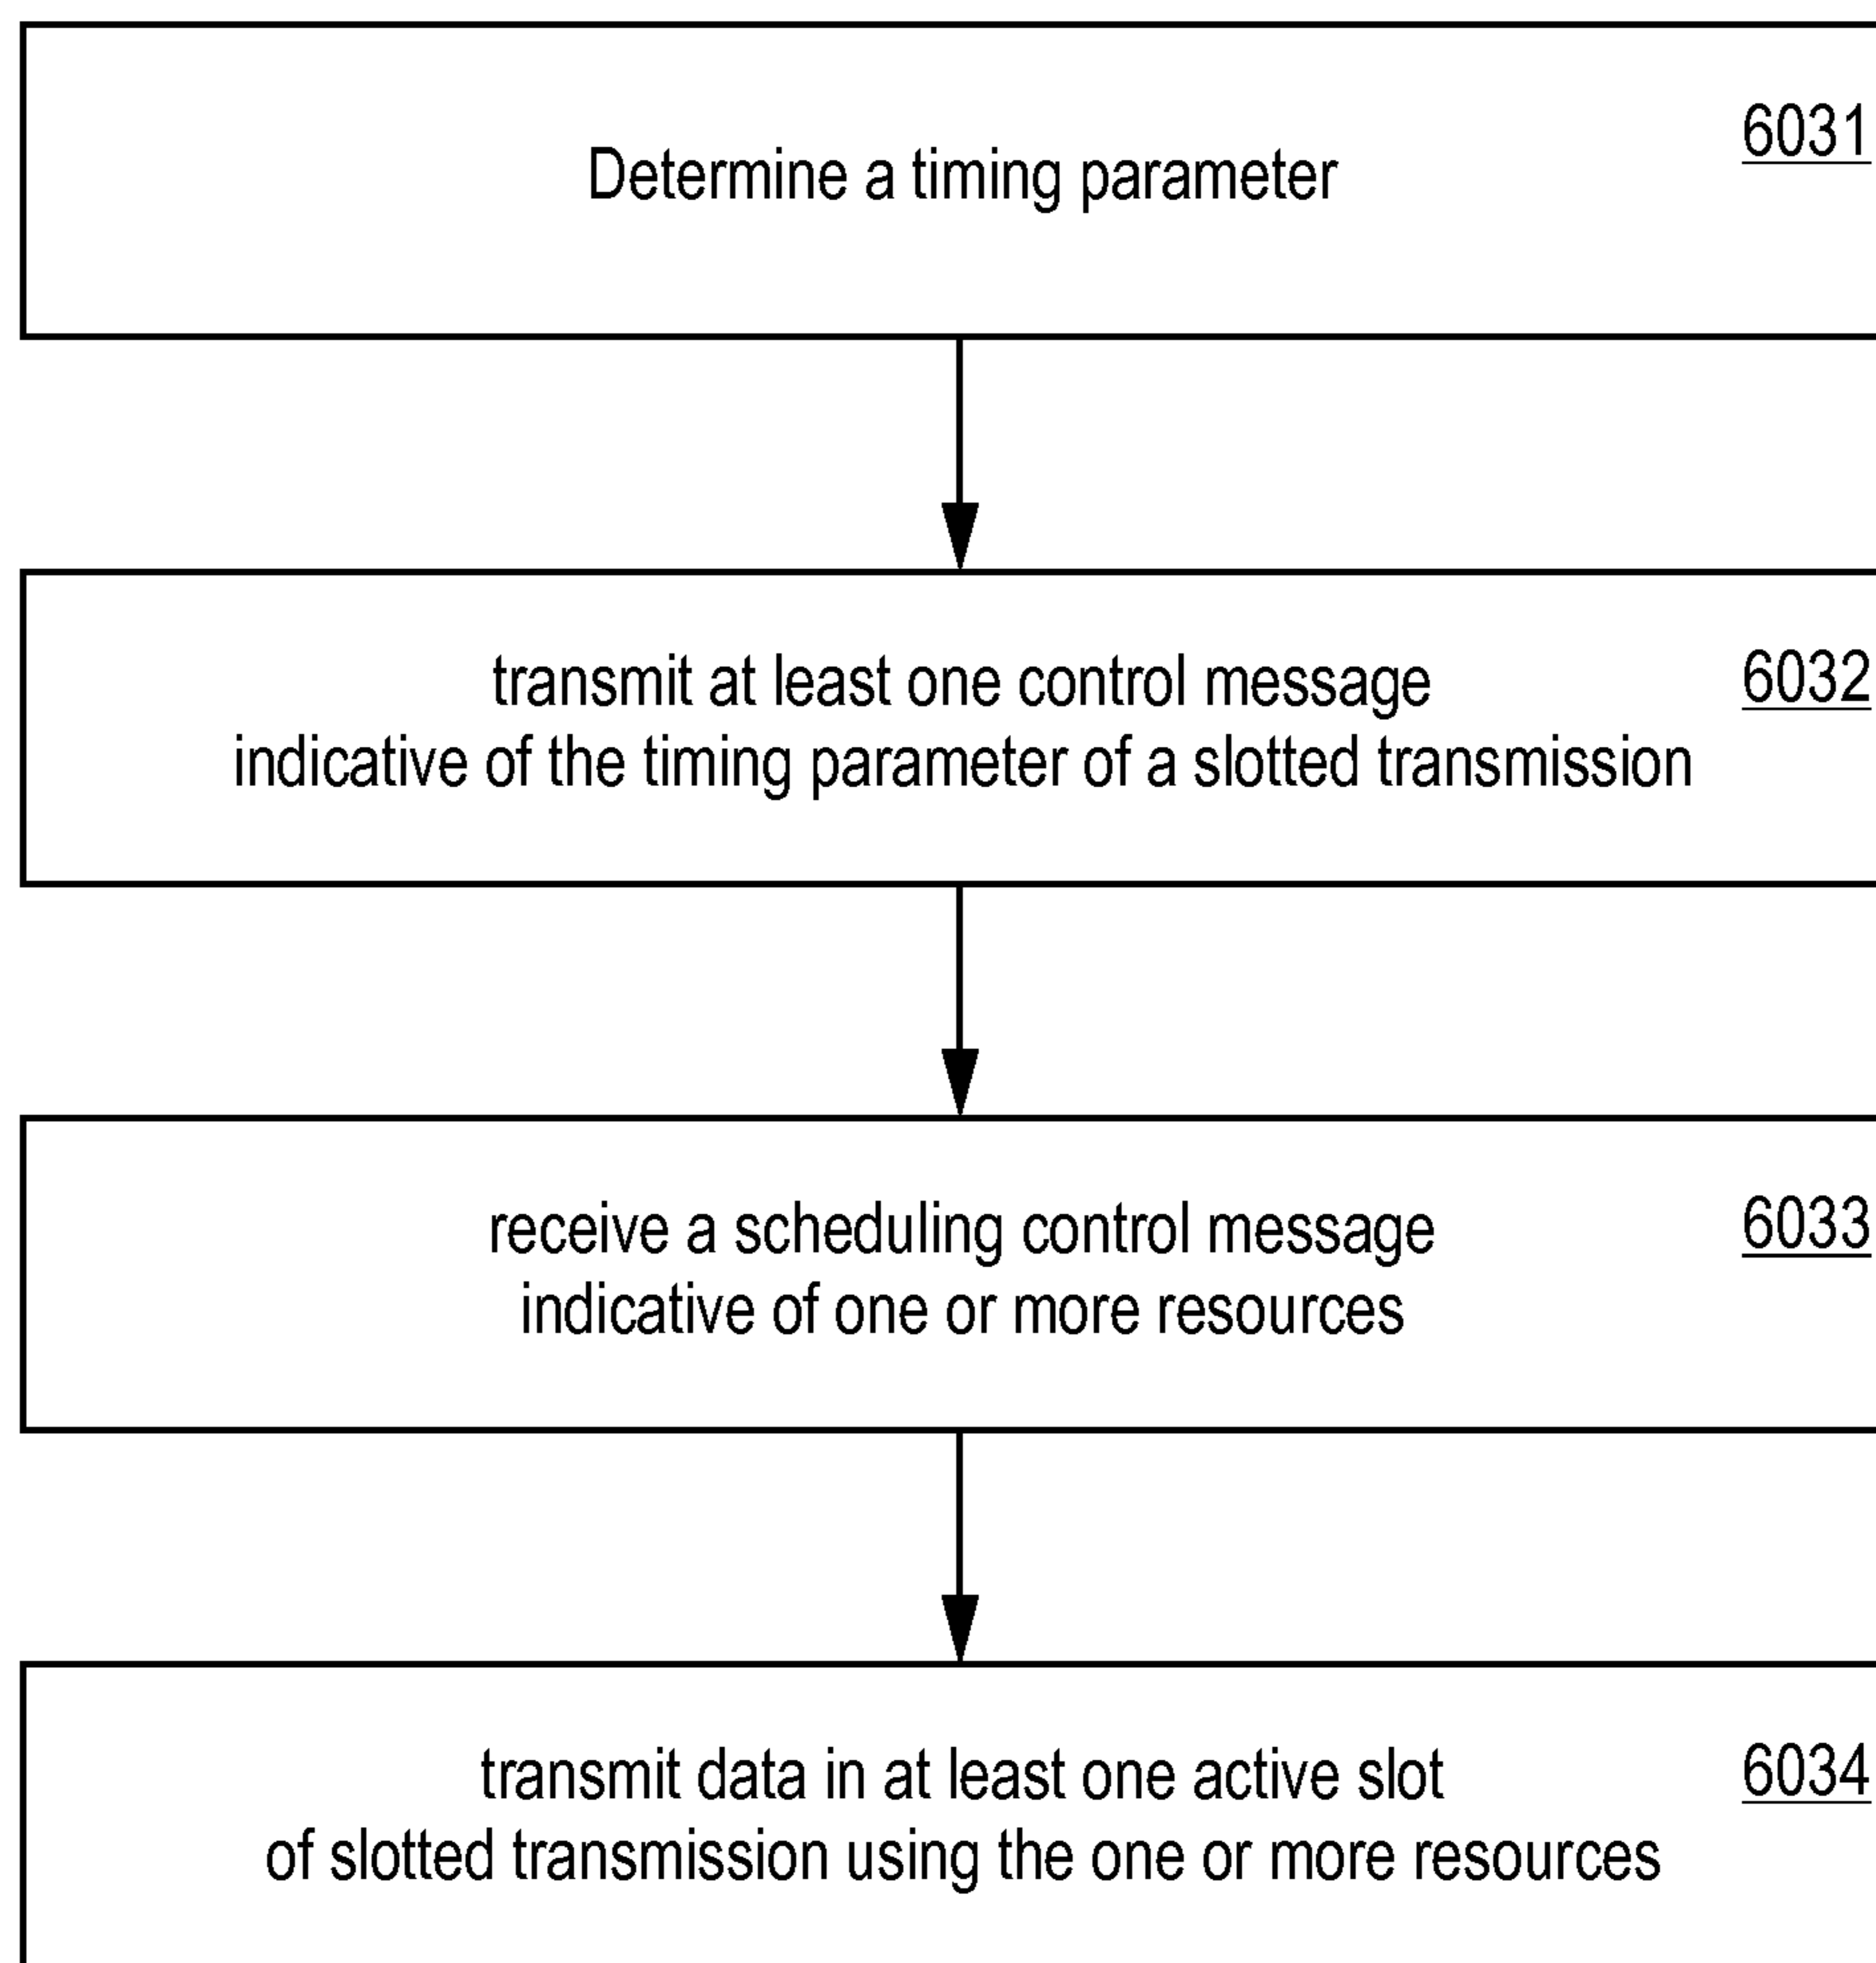 6031
Determine a timing parameter
transmit at least one control message
6032
indicative of the timing parameter of a slotted transmission
receive a scheduling control message
6033
indicative of one or more resources
transmit data in at least one active slot
6034
of slotted transmission using the one or more resources